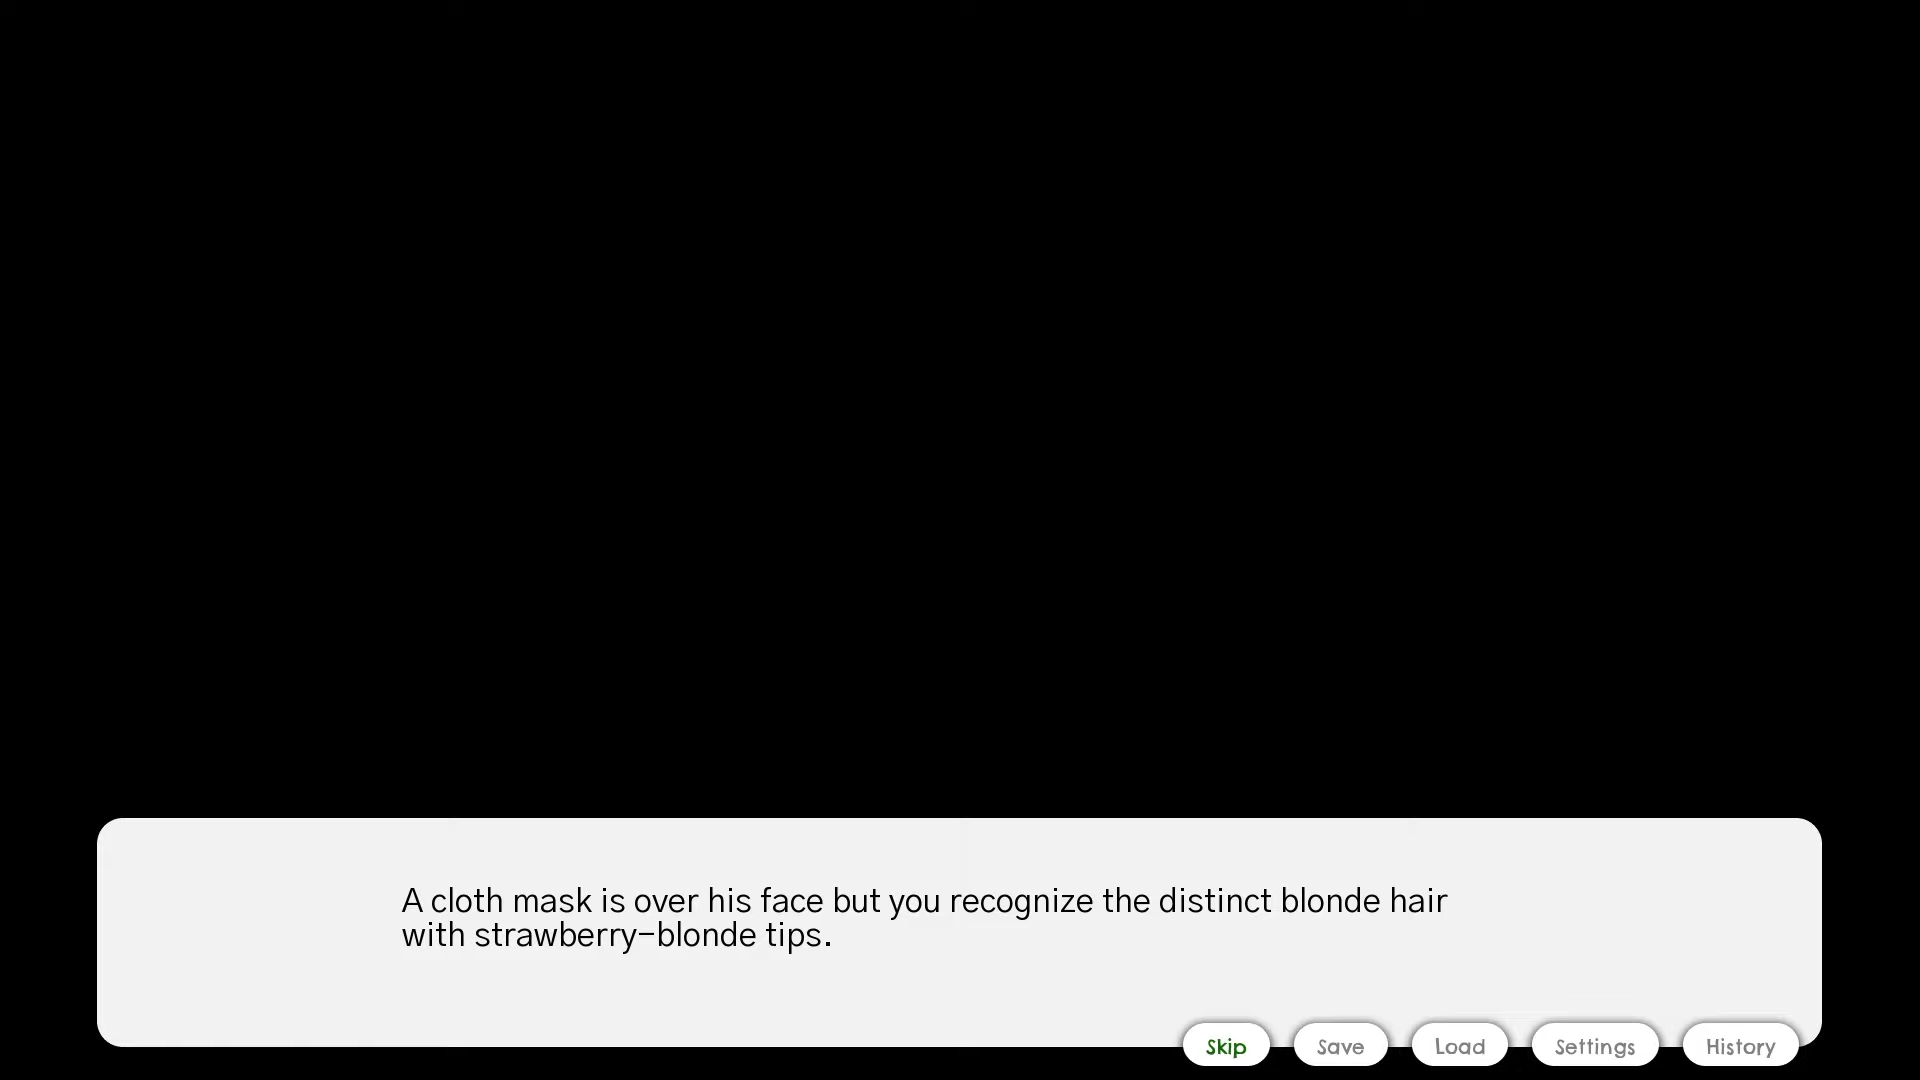 A cloth mask is over his face but you recognize the distinct blonde hair
with strawberry-blonde tips.
Skip Save Load Settings History